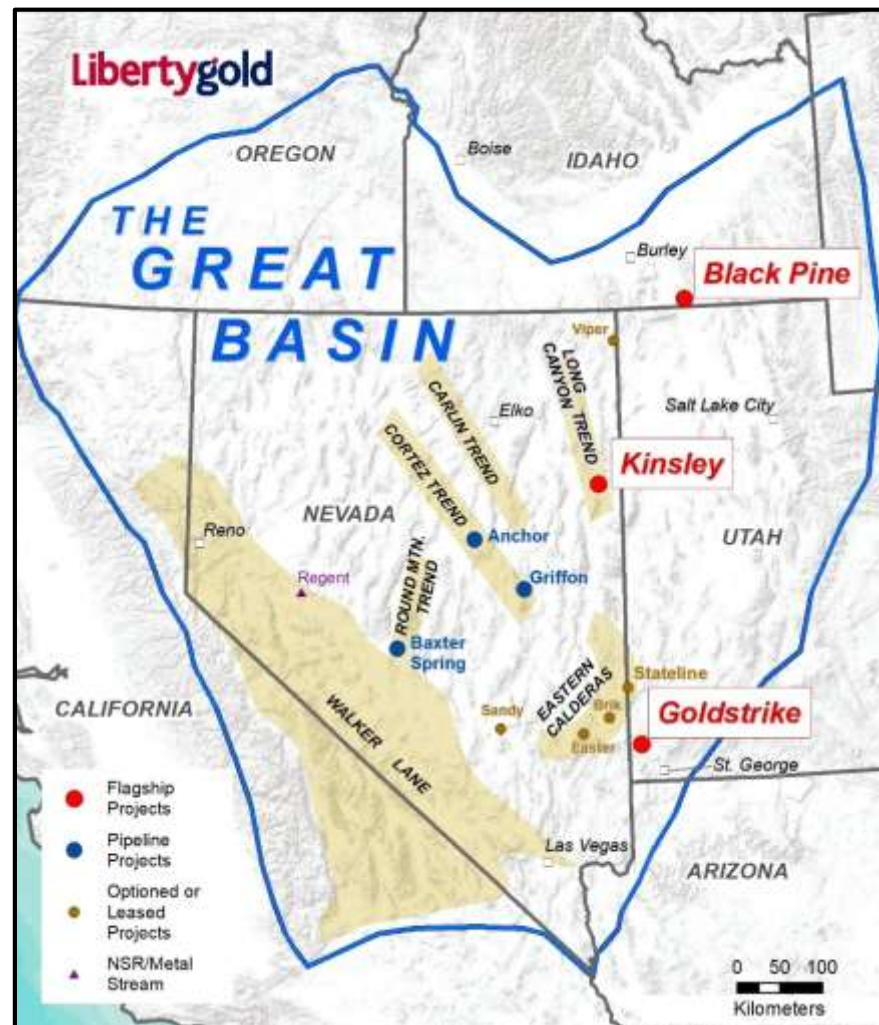 Libertygold
OREGON
Boise
IDAHO
THE
GREAT
BASIN
Burley
Black Pine
Viper
LONG
CANYON TREND
CARLIN TREND
Elko
Salt Lake City
CORTEZ TREND
Kinsley
NEVADA
Reno
Anchor
UTAH
Regent
ROUND MTN.
TREND
Griffon
Baxter
Spring
EASTERN
CALDERAS
Stateline
CALIFORNIA
WALKER
LANE
Sandy
Brik
Easter
Goldstrike
St. George
Las Vegas
ARIZONA
Flagship
Projects
Pipeline
Projects
Optioned or
Leased
Projects
NSR/Metal
Stream
0 50 100
Kilometers